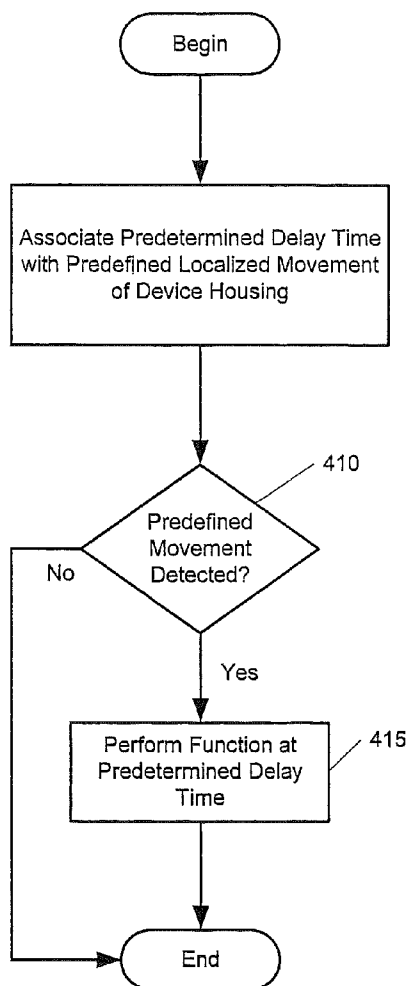 Begin
Associate Predetermined Delay Time
with Predefined Localized Movement
of Device Housing
410
Predefined
Movement
Detected?
No
Yes
Perform Function at
Predetermined Delay
Time
415
End